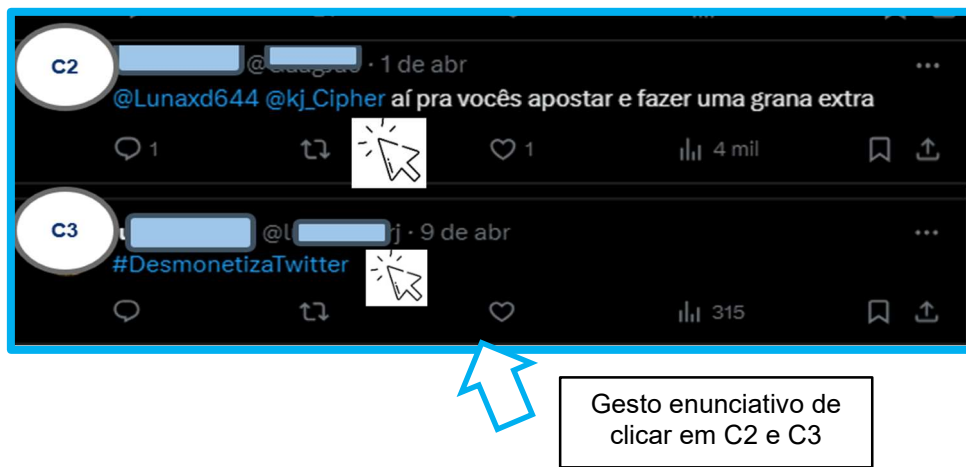 C2
@ · 1 de abr
@Lunaxd644 @kj_Cipher aí pra vocês apostar e fazer uma grana extra
1 1 4 mil
C3
@l rj · 9 de abr
#DesmonetizaTwitter
315
Gesto enunciativo de
clicar em C2 e C3